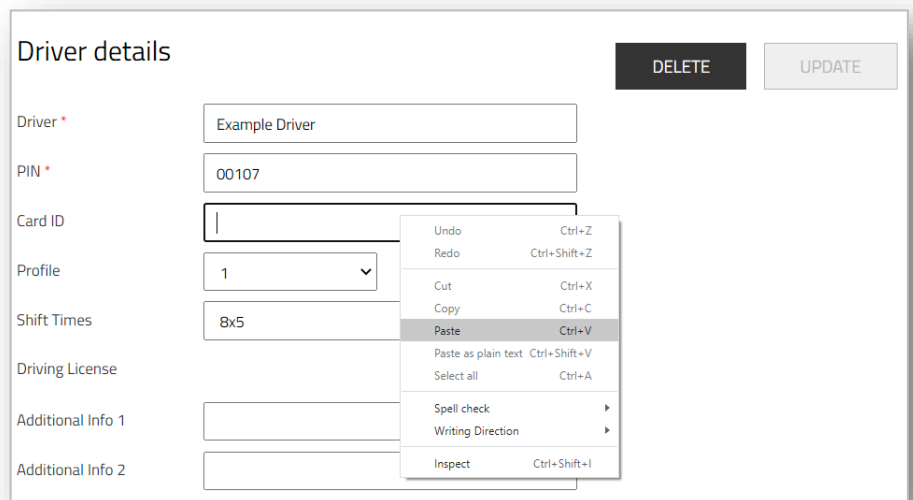 Driver details
DELETE
UPDATE
Driver *
Example Driver
PIN *
00107
Card ID
Profile
1
Shift Times
8x5
Driving License
Additional Info 1
Additional Info 2
Undo Ctrl+Z
Redo Ctrl+Shift+Z
Cut Ctrl+X
Copy Ctrl+C
Paste Ctrl+V
Paste as plain text Ctrl+Shift+V
Select all Ctrl+A
Spell check
Writing Direction
Inspect Ctrl+Shift+I